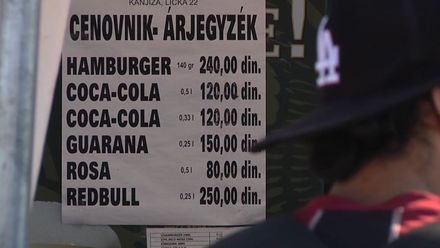 KANJIŽA, LIČKA 22
CENOVNIK- ÁRJEGYZÉK
HAMBURGER 140 gr 240,00 din.
COCA-COLA 0,5 l 120,00 din.
COCA-COLA 0,33 l 120,00 din.
GUARANA 0,25 l 150,00 din.
ROSA 0,5 l 80,00 din.
REDBULL 0,25 l 250,00 din.
E!
LA